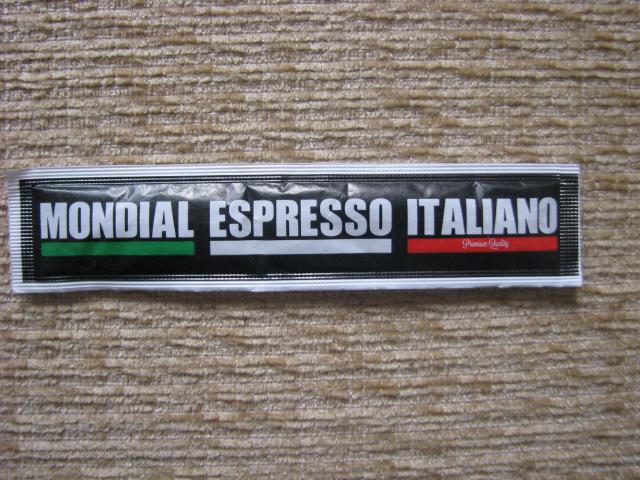 MONDIAL ESPRESSO ITALIANO
Premium Quality